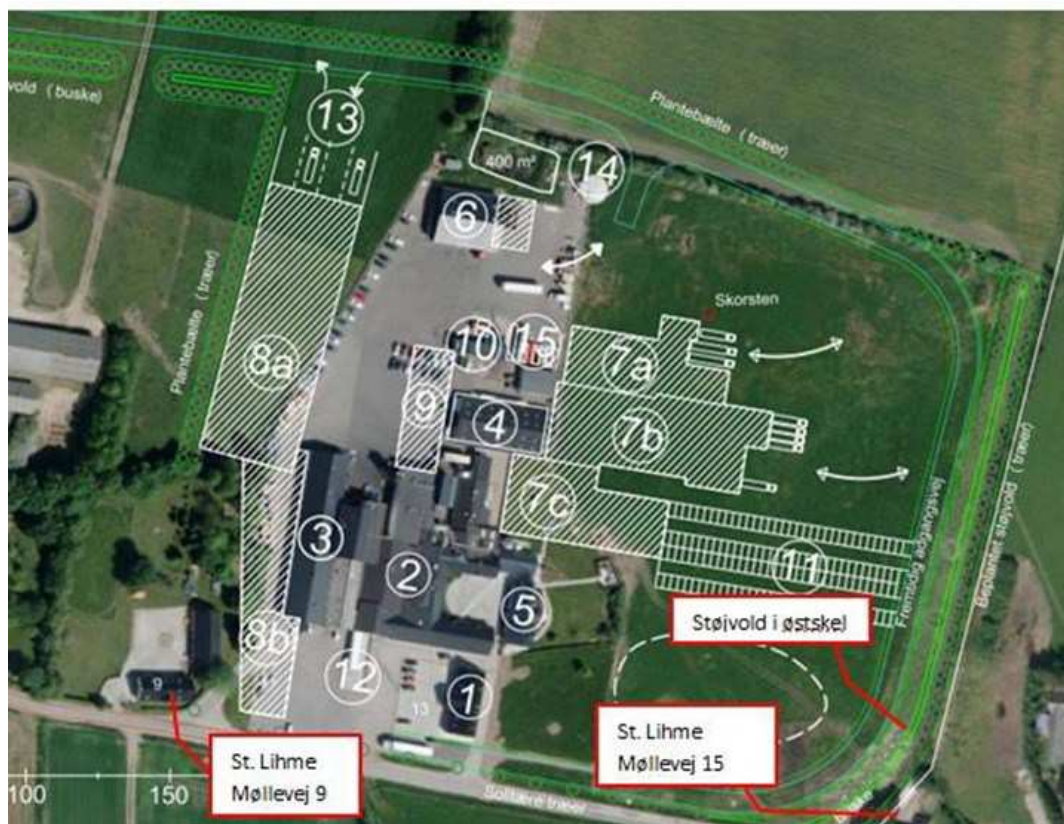 vold (buske)
13
Plantebælte (træer)
400 m²
14
6
Plantebælte (træer)
Skorsten
10
15
7a
8a
9
4
7b
7c
3
2
11
5
Fremtidig adgangsvej
Beplantet støjvold (træer)
Støjvold i østskel
8b
12
1
9
13
St. Lihme
Møllevej 9
St. Lihme
Møllevej 15
100
150
Solitære træer
Buske